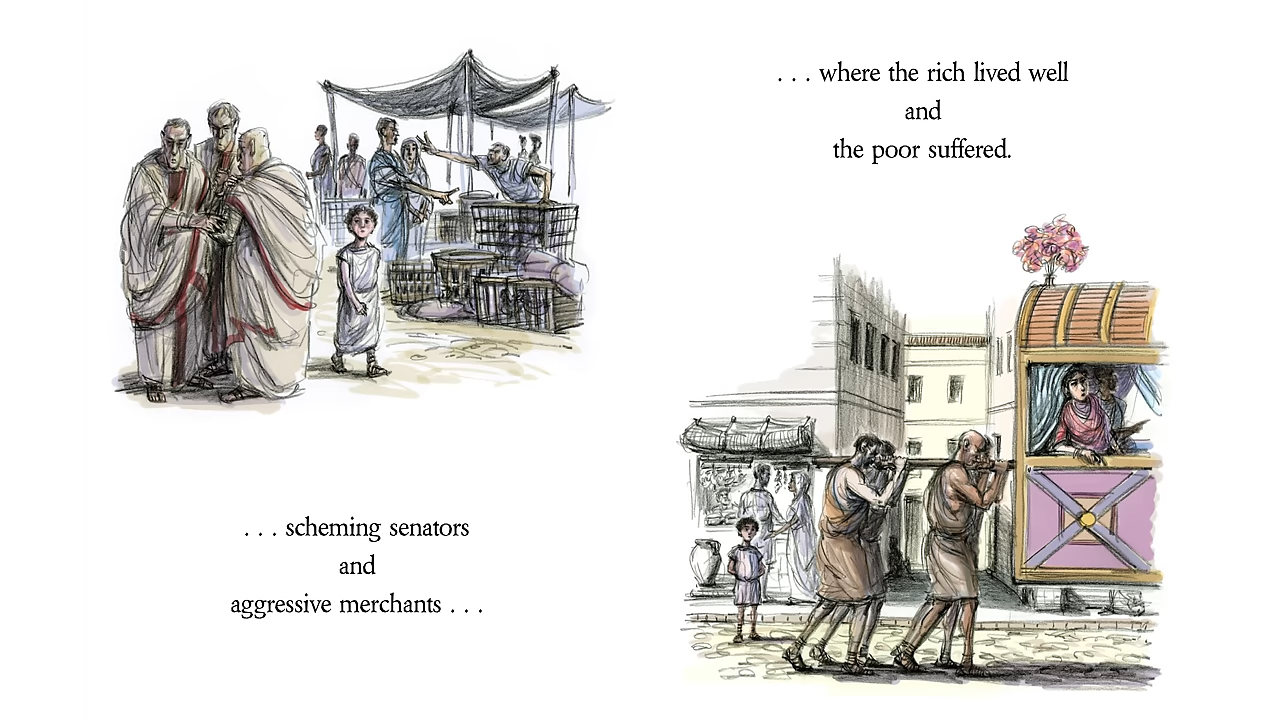 . . . scheming senators
and
aggressive merchants . . .
. . . where the rich lived well
and
the poor suffered.